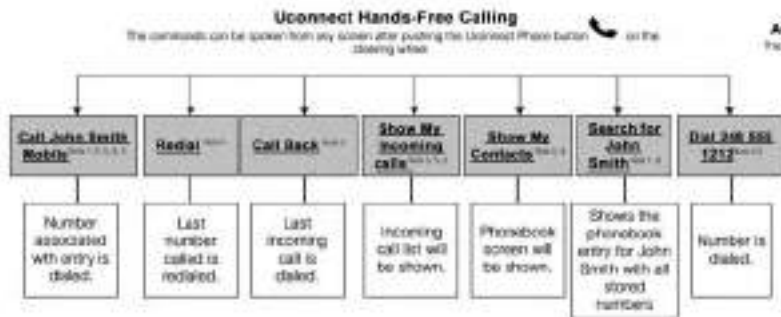 Uconnect Hands-Free Calling
The commands can be spoken from any screen after pushing the Uconnect Phone button on the
steering wheel
Call John Smith
Mobile
Redial
Call Back
Show My
Incoming
calls
Show My
Contacts
Search for
John
Smith
Dial 248 555
1212
Number
associated
with entry is
dialed.
Last
number
called is
redialed.
Last
incoming
call is
dialed.
Incoming
call list will
be shown.
Phonebook
screen will
be shown.
Shows the
phonebook
entry for John
Smith with all
stored
numbers
Number is
dialed.